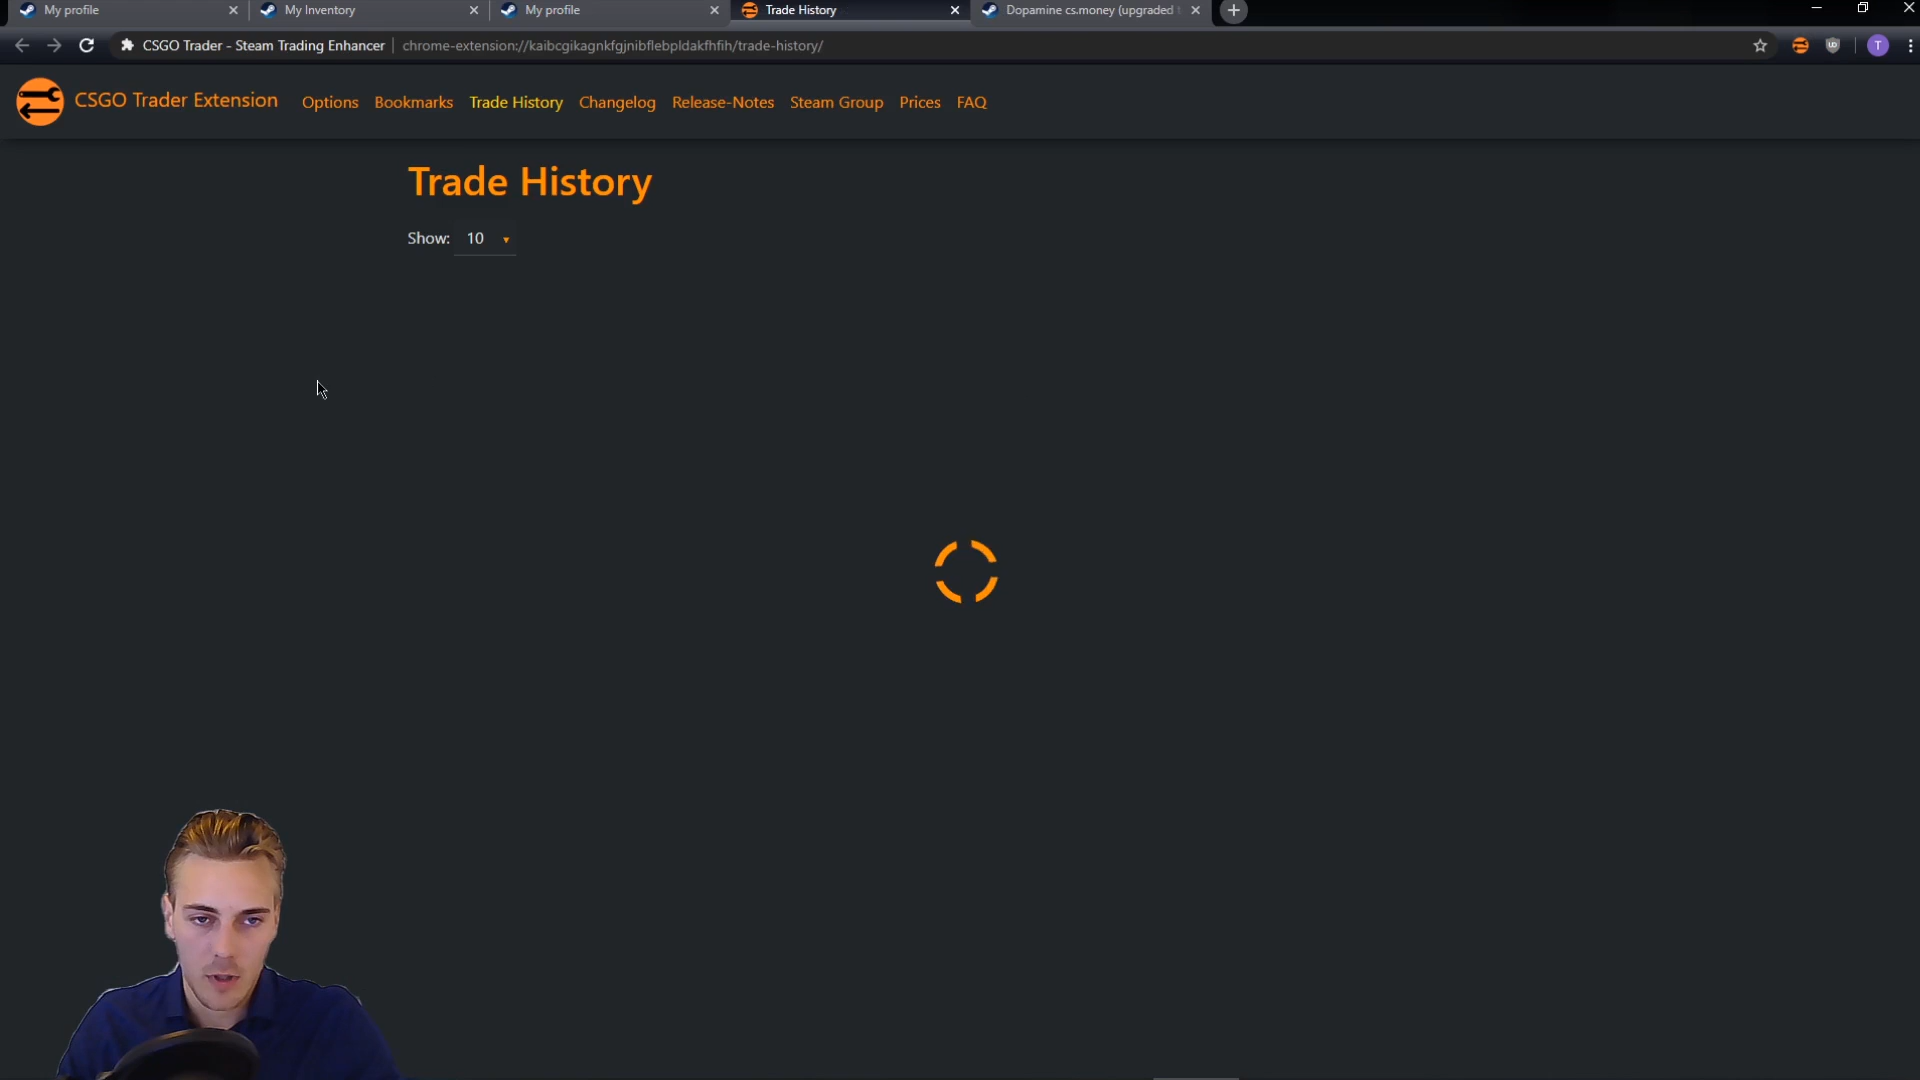 My profile
My Inventory
My profile
Trade History
Dopamine cs.money (upgraded
CSGO Trader - Steam Trading Enhancer
chrome-extension://kaibcgikagnkfgjnibflebpldakfhfih/trade-history/
T
CSGO Trader Extension
Options
Bookmarks
Trade History
Changelog
Release-Notes
Steam Group
Prices
FAQ
Trade History
Show: 10